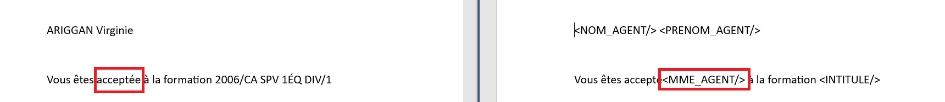 ARIGGAN Virginie
Vous êtes acceptée à la formation 2006/CA SPV 1ÉQ DIV/1
<NOM_AGENT/> <PRENOM_AGENT/>
Vous êtes accepté<MME_AGENT/> à la formation <INTITULE/>